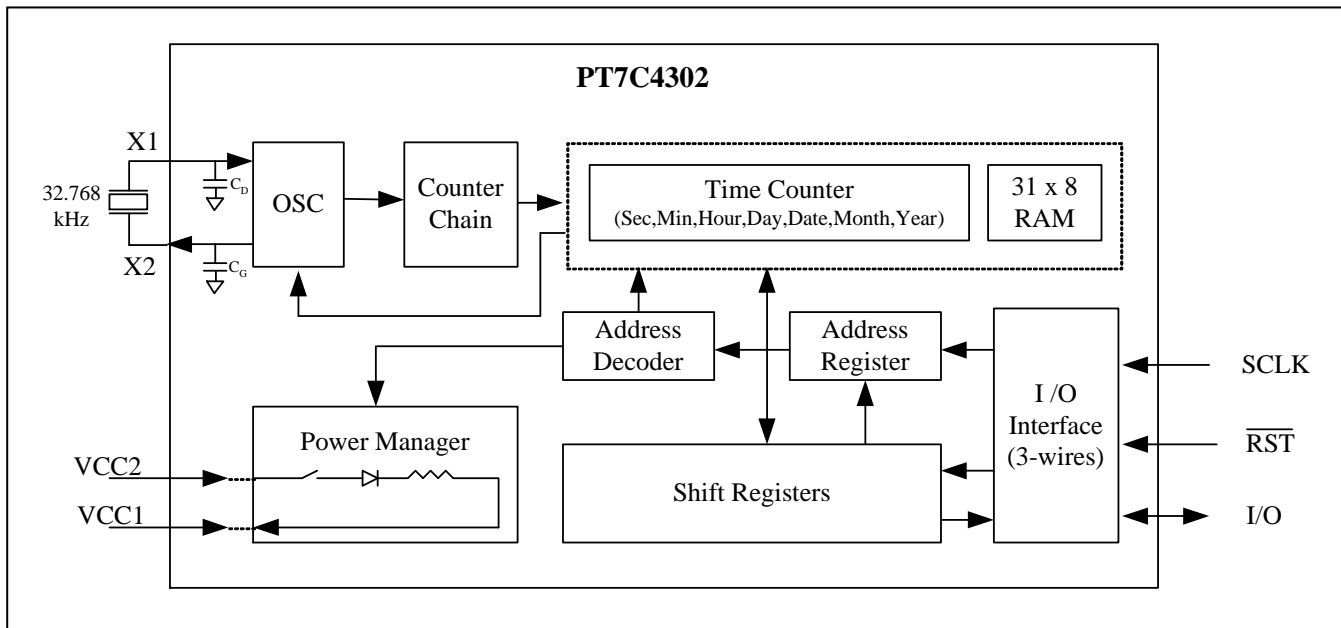 PT7C4302
X1
32.768
kHz
X2
C_D
C_G
OSC
Counter
Chain
Time Counter
(Sec,Min,Hour,Day,Date,Month,Year)
31 x 8
RAM
Address
Decoder
Address
Register
I /O
Interface
(3-wires)
SCLK
R̅S̅T̅
I/O
Power Manager
VCC2
VCC1
Shift Registers